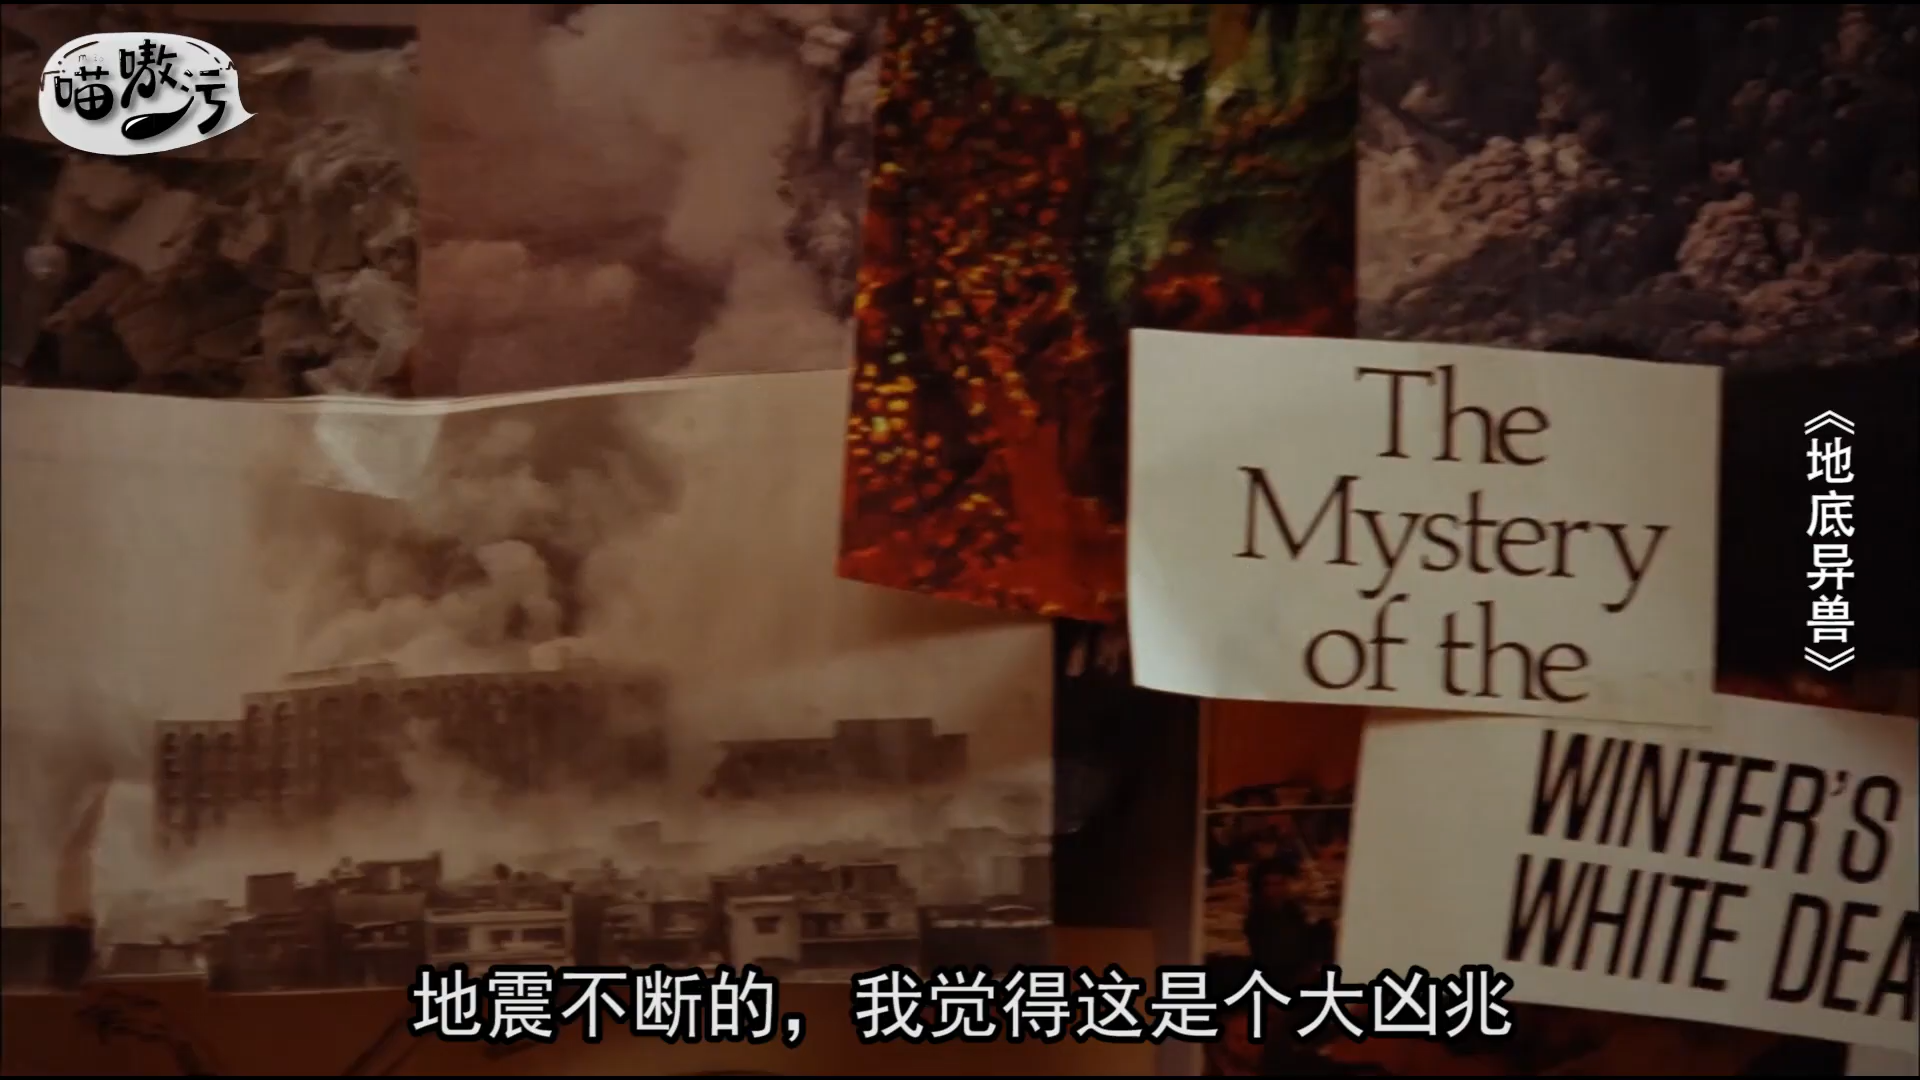 喵嗷污
The
Mystery
of the
WINTER'S
WHITE DEA
《地底异兽》
地震不断的，我觉得这是个大凶兆